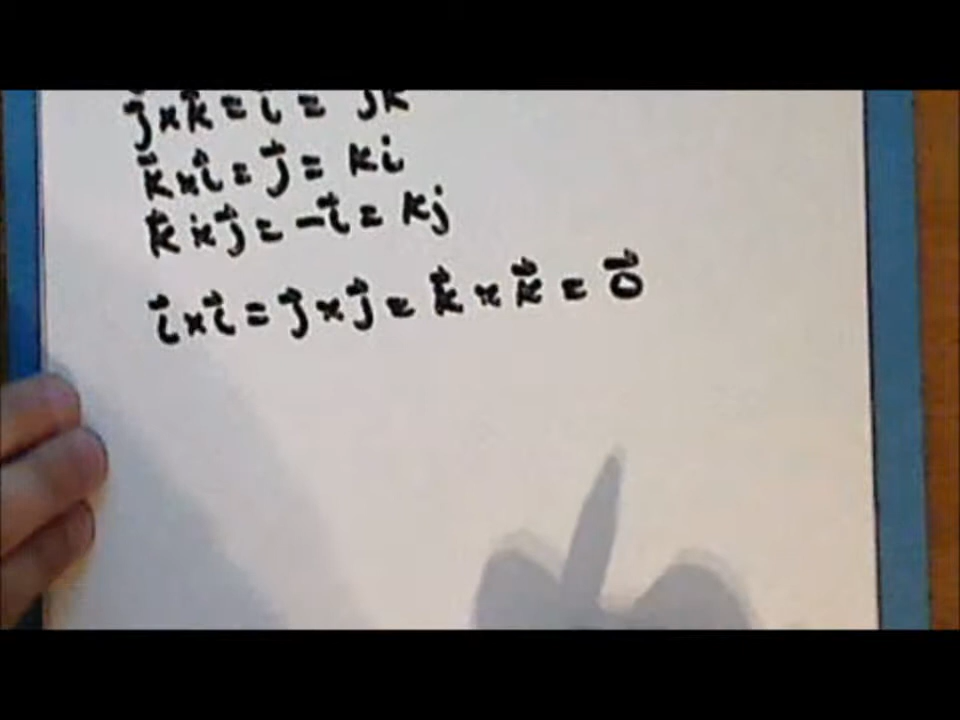 j⃗ × k⃗ = i⃗ = jk
k⃗ × i⃗ = j⃗ = ki
k⃗ × j⃗ = -i⃗ = kj
i⃗ × i⃗ = j⃗ × j⃗ = k⃗ × k⃗ = 0⃗